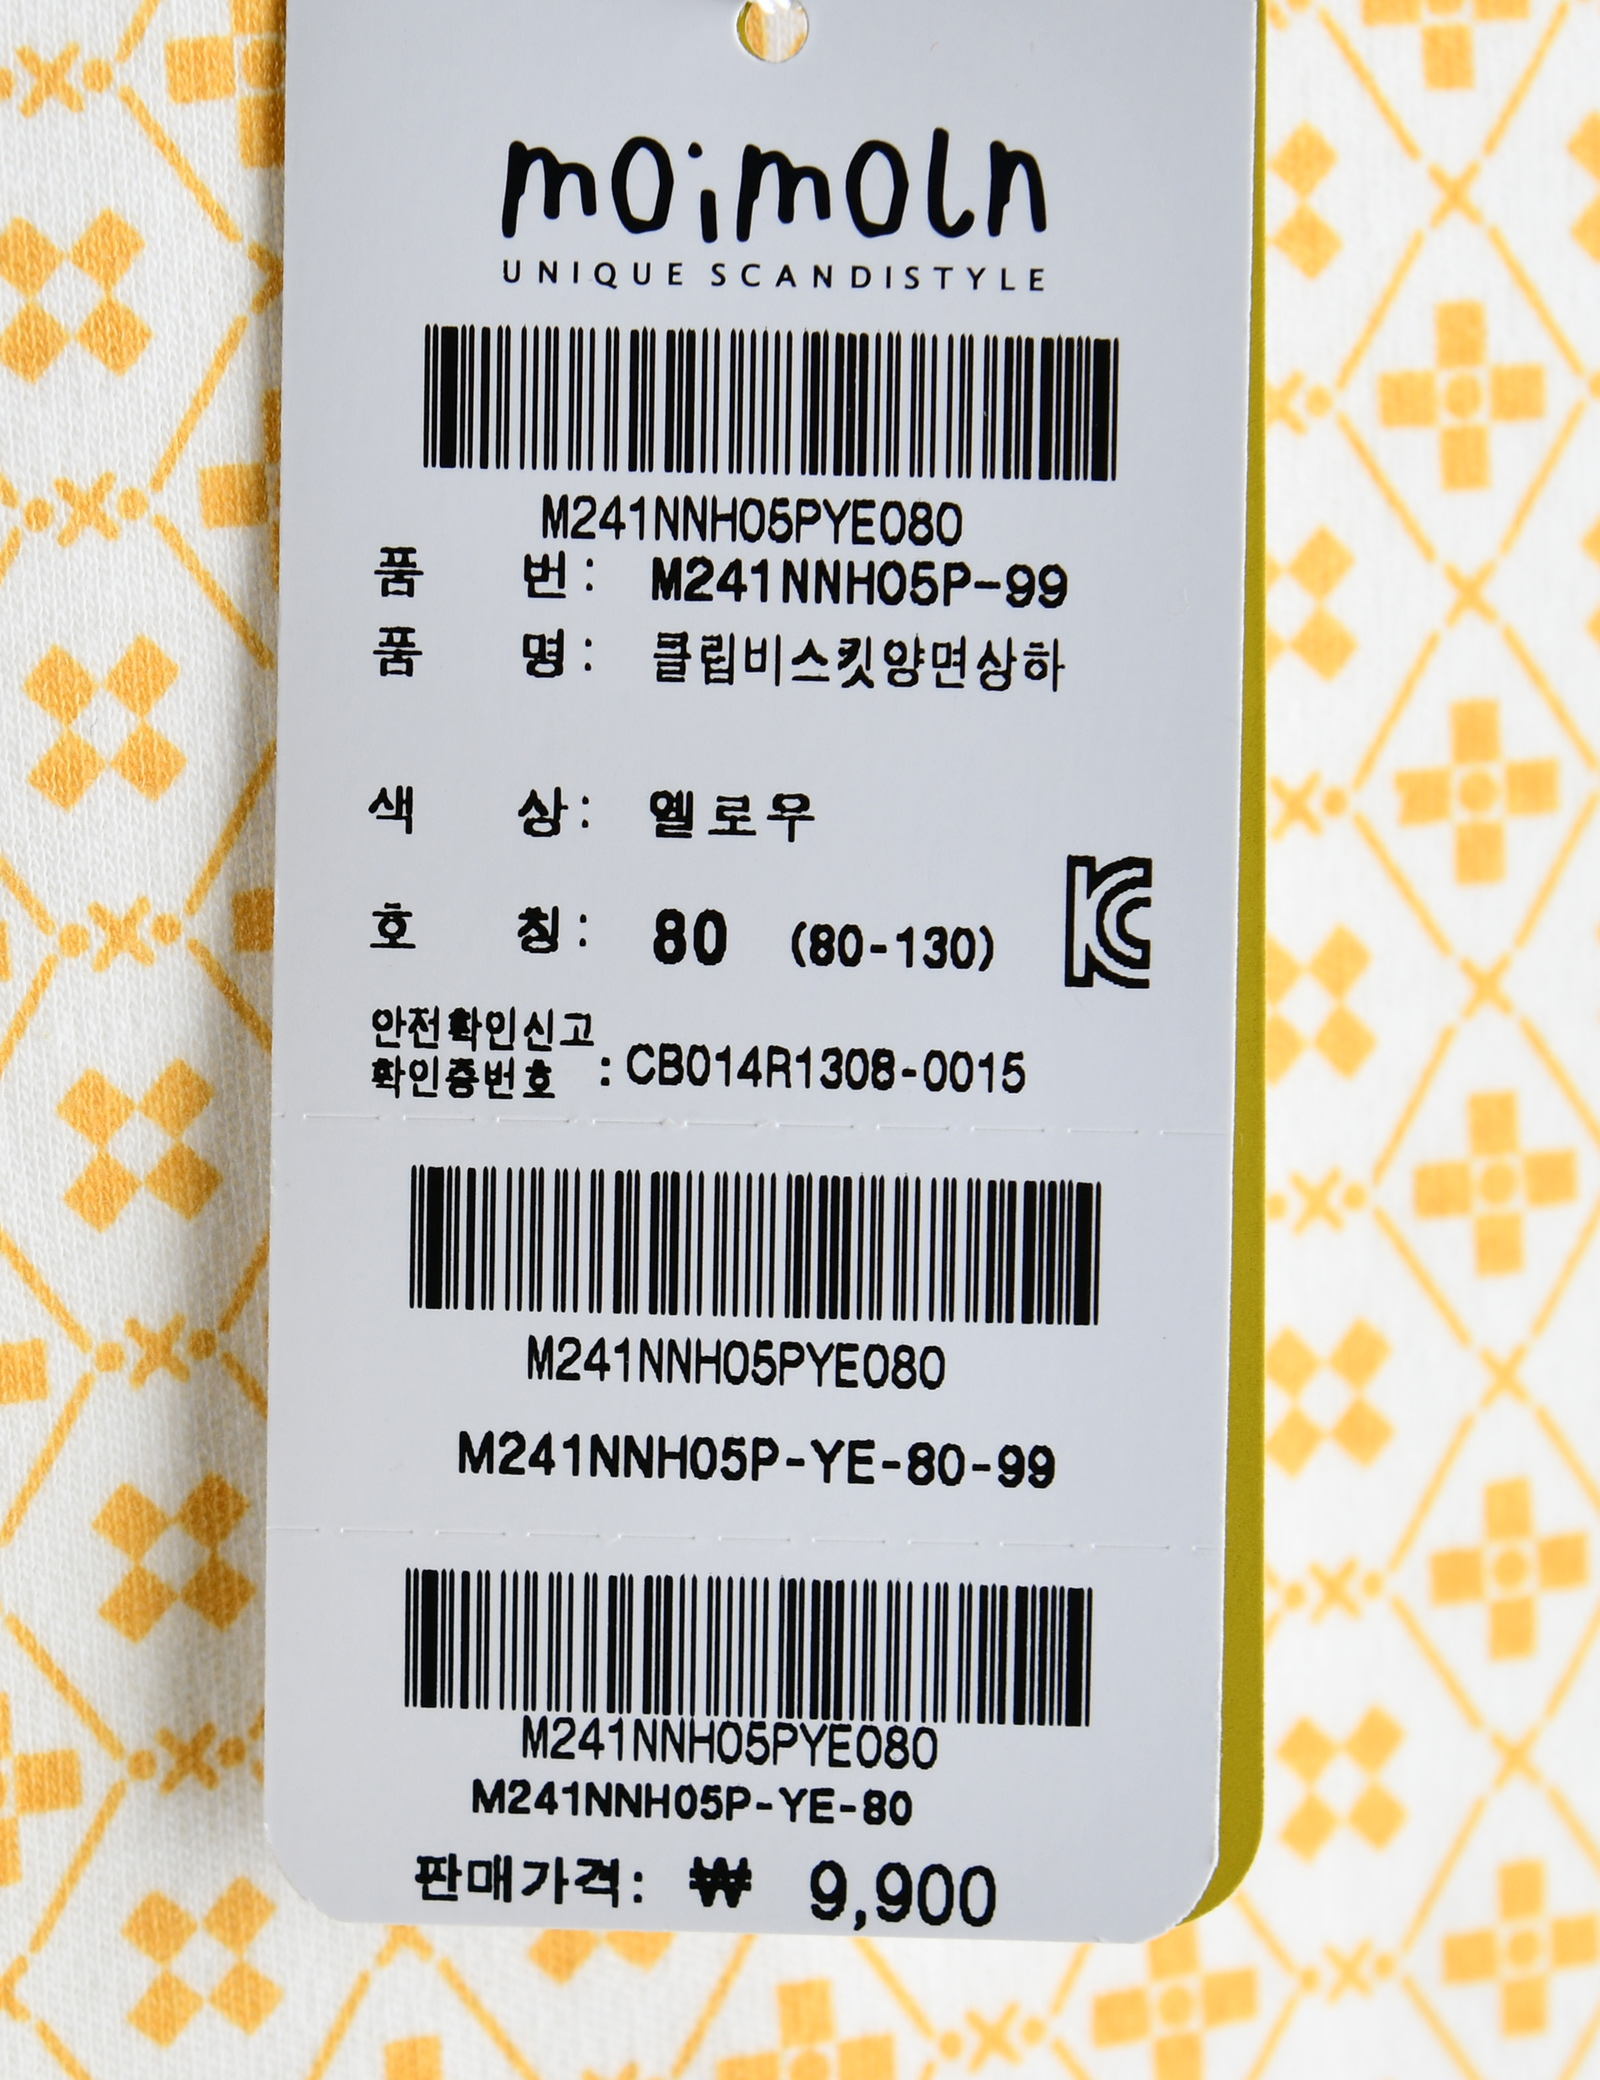 moimoln
UNIQUE SCANDISTYLE
M241NNH05PYE080
품 번 : M241NNH05P-99
품 명 : 클립비스킷양면상하
색 상 : 옐로우
호 칭 : 80 (80-130)
안전확인신고
확인증번호 : CB014R1308-0015
M241NNH05PYE080
M241NNH05P-YE-80-99
M241NNH05PYE080
M241NNH05P-YE-80
판매가격: ₩ 9,900